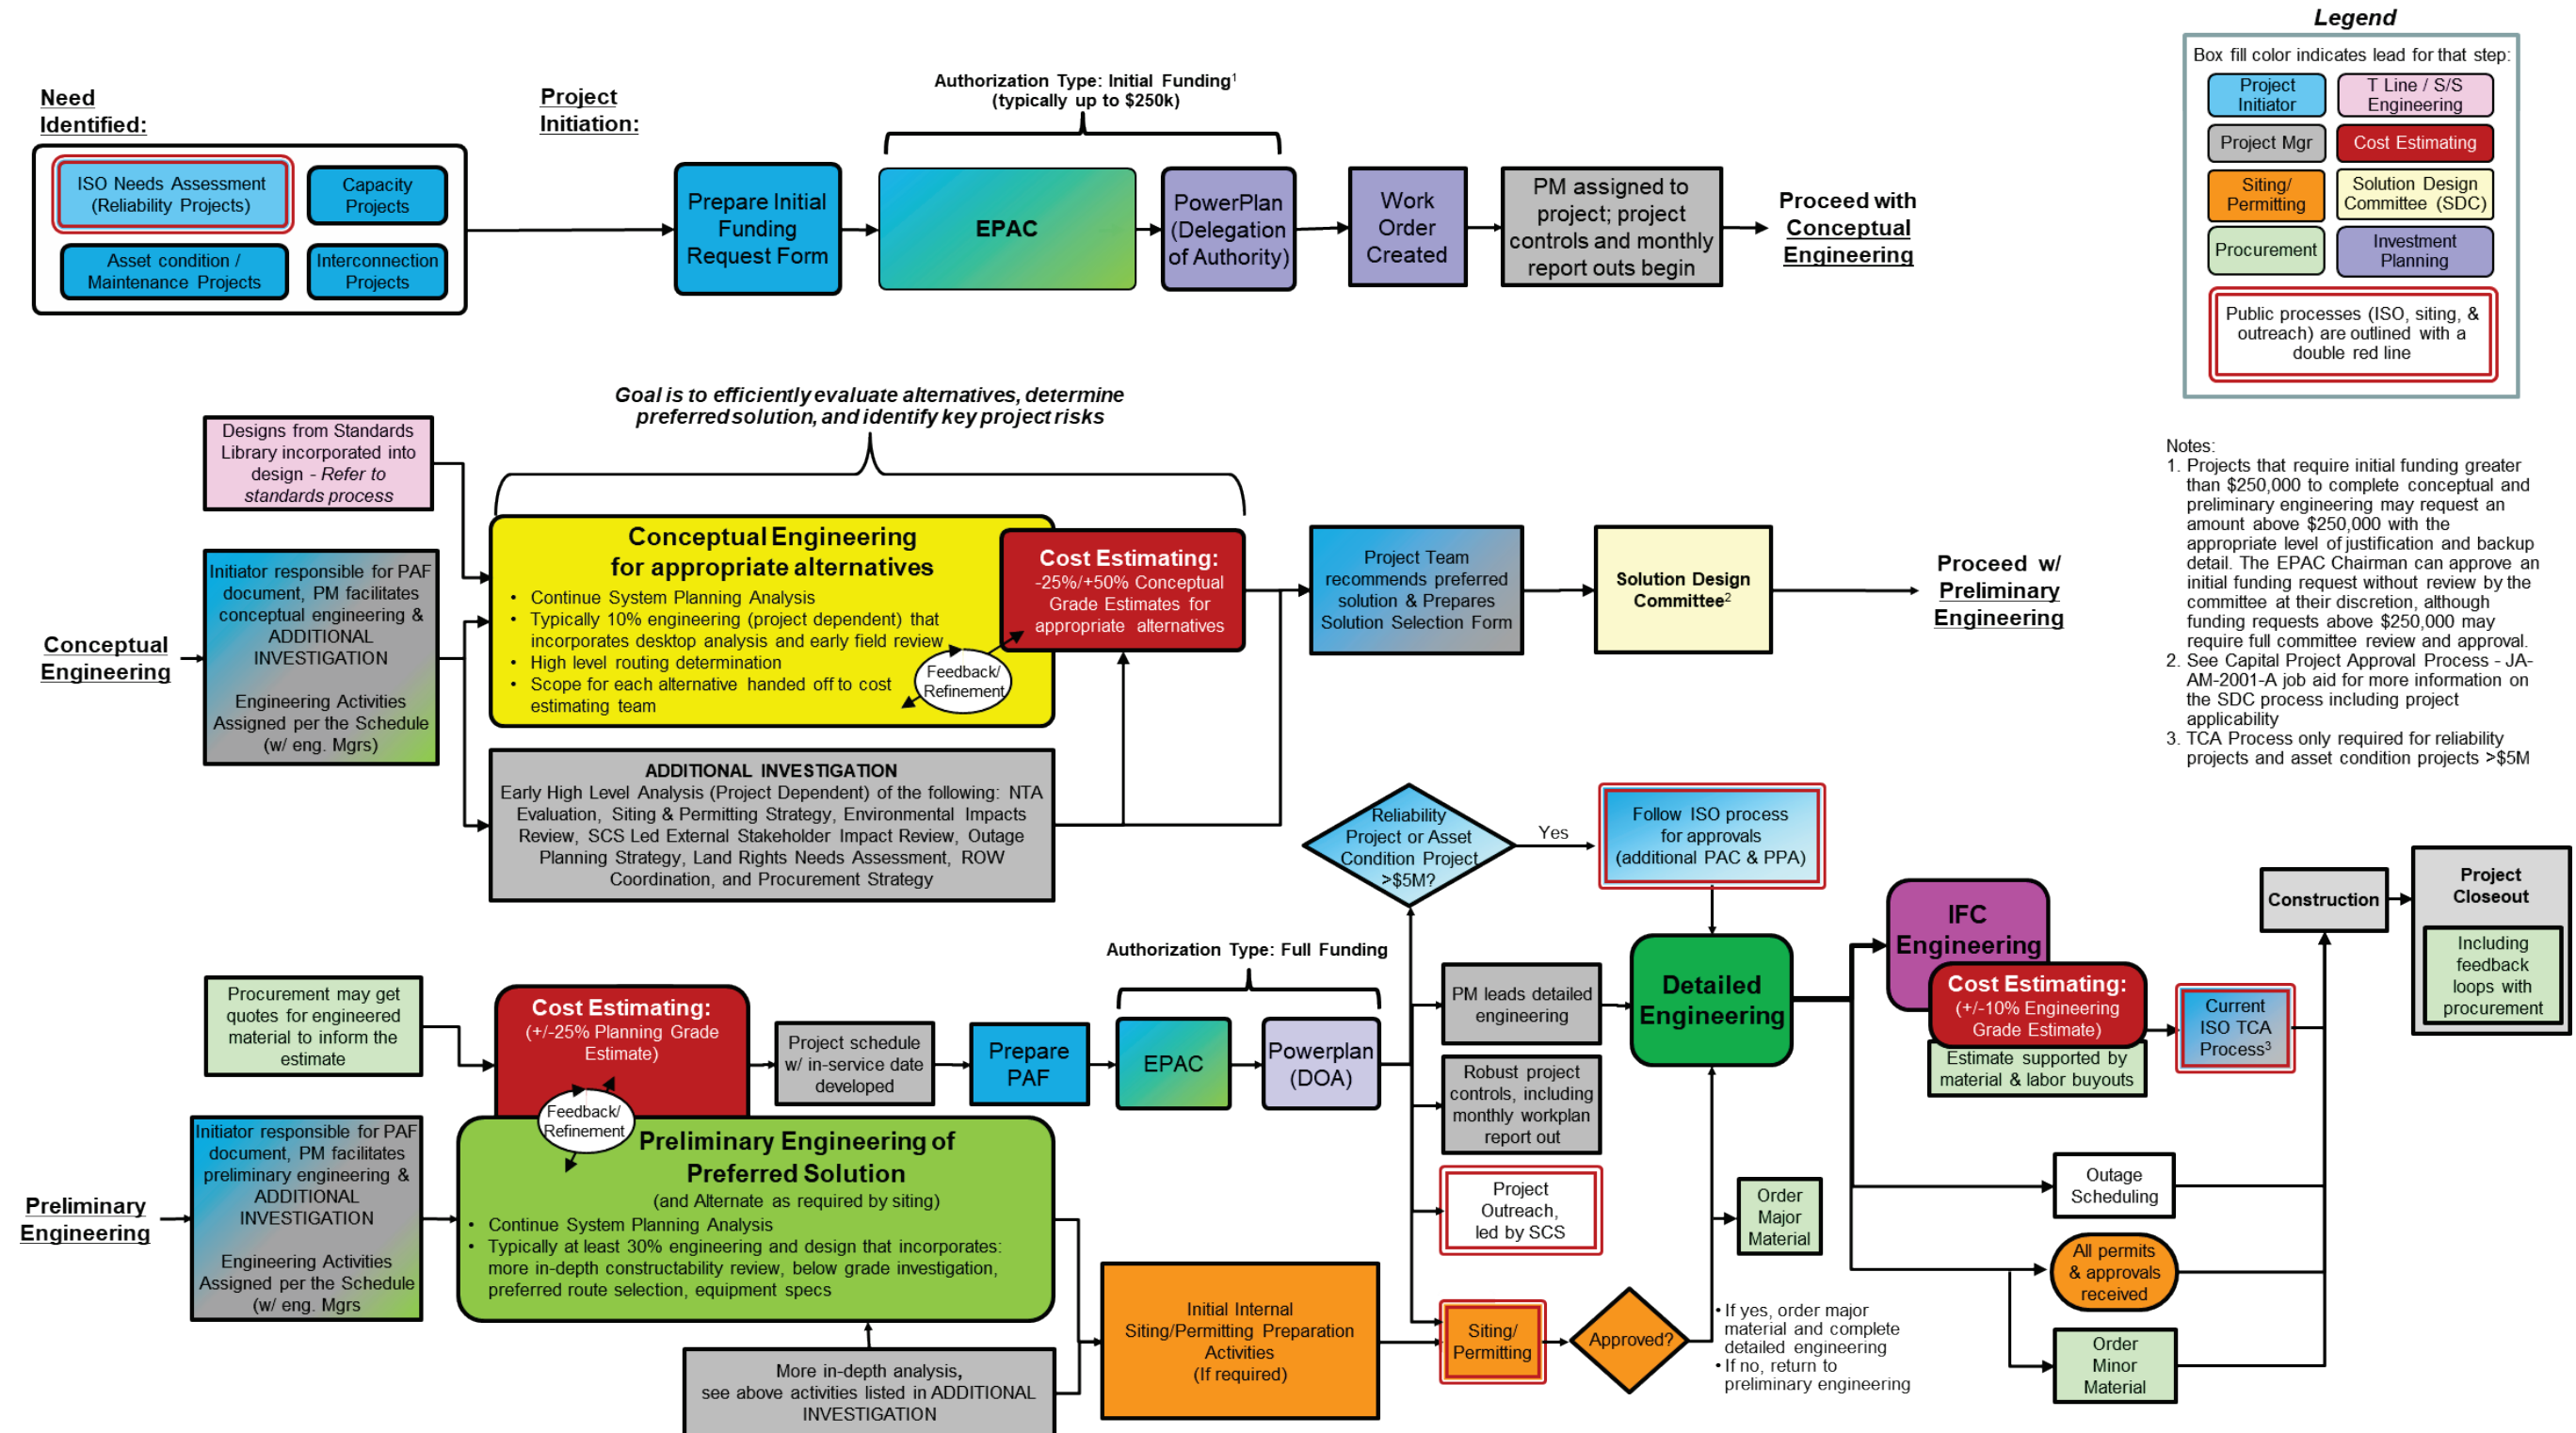 Legend
Box fill color indicates lead for that step:
Project
Initiator
T Line / S/S
Engineering
Project Mgr
Cost Estimating
Siting/
Permitting
Solution Design
Committee (SDC)
Procurement
Investment
Planning
Public processes (ISO, siting, &
outreach) are outlined with a
double red line
Need
Identified:
ISO Needs Assessment
(Reliability Projects)
Capacity
Projects
Asset condition /
Maintenance Projects
Interconnection
Projects
Project
Initiation:
Authorization Type: Initial Funding1
(typically up to $250k)
Prepare Initial
Funding
Request Form
EPAC
PowerPlan
(Delegation
of Authority)
Work
Order
Created
PM assigned to
project; project
controls and monthly
report outs begin
Proceed with
Conceptual
Engineering
Goal is to efficiently evaluate alternatives, determine
preferred solution, and identify key project risks
Designs from Standards
Library incorporated into
design - Refer to
standards process
Conceptual
Engineering
Initiator responsible for PAF
document, PM facilitates
conceptual engineering &
ADDITIONAL
INVESTIGATION
Engineering Activities
Assigned per the Schedule
(w/ eng. Mgrs)
Conceptual Engineering
for appropriate alternatives
• Continue System Planning Analysis
• Typically 10% engineering (project dependent) that
incorporates desktop analysis and early field review
• High level routing determination
• Scope for each alternative handed off to cost
estimating team
Feedback/
Refinement
Cost Estimating:
-25%/+50% Conceptual
Grade Estimates for
appropriate alternatives
Project Team
recommends preferred
solution & Prepares
Solution Selection Form
Solution Design
Committee2
Proceed w/
Preliminary
Engineering
Notes:
1. Projects that require initial funding greater
than $250,000 to complete conceptual and
preliminary engineering may request an
amount above $250,000 with the
appropriate level of justification and backup
detail. The EPAC Chairman can approve an
initial funding request without review by the
committee at their discretion, although
funding requests above $250,000 may
require full committee review and approval.
2. See Capital Project Approval Process - JA-
AM-2001-A job aid for more information on
the SDC process including project
applicability
3. TCA Process only required for reliability
projects and asset condition projects >$5M
ADDITIONAL INVESTIGATION
Early High Level Analysis (Project Dependent) of the following: NTA
Evaluation, Siting & Permitting Strategy, Environmental Impacts
Review, SCS Led External Stakeholder Impact Review, Outage
Planning Strategy, Land Rights Needs Assessment, ROW
Coordination, and Procurement Strategy
Reliability
Project or Asset
Condition Project
>$5M?
Yes
Follow ISO process
for approvals
(additional PAC & PPA)
Procurement may get
quotes for engineered
material to inform the
estimate
Cost Estimating:
(+/-25% Planning Grade
Estimate)
Feedback/
Refinement
Project schedule
w/ in-service date
developed
Prepare
PAF
Authorization Type: Full Funding
EPAC
Powerplan
(DOA)
PM leads detailed
engineering
Robust project
controls, including
monthly workplan
report out
Project
Outreach,
led by SCS
Detailed
Engineering
IFC
Engineering
Cost Estimating:
(+/-10% Engineering
Grade Estimate)
Estimate supported by
material & labor buyouts
Current
ISO TCA
Process3
Construction
Project
Closeout
Including
feedback
loops with
procurement
Preliminary
Engineering
Initiator responsible for PAF
document, PM facilitates
preliminary engineering &
ADDITIONAL
INVESTIGATION
Engineering Activities
Assigned per the Schedule
(w/ eng. Mgrs
Preliminary Engineering of
Preferred Solution
(and Alternate as required by siting)
• Continue System Planning Analysis
• Typically at least 30% engineering and design that incorporates:
more in-depth constructability review, below grade investigation,
preferred route selection, equipment specs
More in-depth analysis,
see above activities listed in ADDITIONAL
INVESTIGATION
Initial Internal
Siting/Permitting Preparation
Activities
(If required)
Siting/
Permitting
Approved?
• If yes, order major
material and complete
detailed engineering
• If no, return to
preliminary engineering
Order
Major
Material
Outage
Scheduling
All permits
& approvals
received
Order
Minor
Material